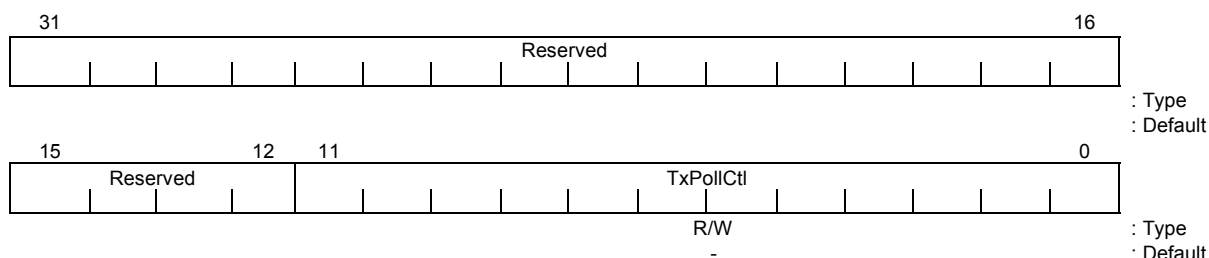 31 16
Reserved
: Type
: Default
15 12 11 0
Reserved TxPollCtl
R/W : Type
- : Default